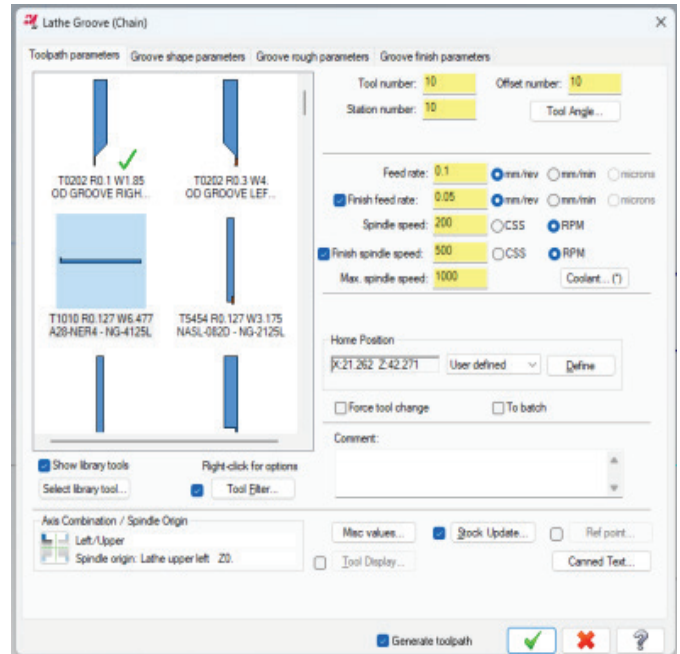 Lathe Groove (Chain)
Toolpath parameters Groove shape parameters Groove rough parameters Groove finish parameters
Tool number: 10 Offset number: 10
Station number: 10 Tool Angle...
T0202 R0.1 W1.85
OD GROOVE RIGH...
T0202 R0.3 W4.
OD GROOVE LEF...
T1010 R0.127 W6.477
A28-NER4 - NG-4125L
T5454 R0.127 W3.175
NASL-082D - NG-2125L
Feed rate: 0.1 mm/rev mm/min microns
Finish feed rate: 0.05 mm/rev mm/min microns
Spindle speed: 200 CSS RPM
Finish spindle speed: 500 CSS RPM
Max. spindle speed: 1000 Coolant... (*)
Home Position
X:21.262 Z:42.271 User defined Define
Force tool change To batch
Comment:
Show library tools Right-click for options
Select library tool... Tool Filter...
Axis Combination / Spindle Origin
Left/Upper
Spindle origin: Lathe upper left Z0.
Misc values... Stock Update... Ref point...
Tool Display... Canned Text...
Generate toolpath